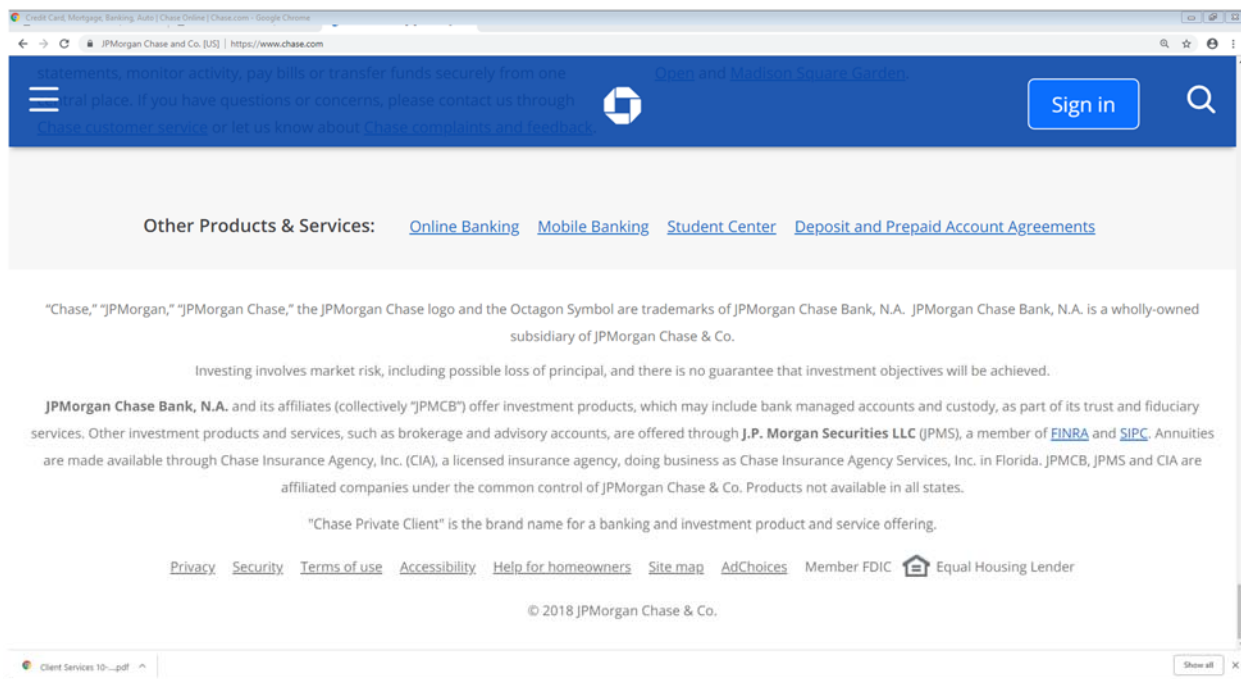 Credit Card, Mortgage, Banking, Auto | Chase Online | Chase.com - Google Chrome
JPMorgan Chase and Co. [US] | https://www.chase.com
statements, monitor activity, pay bills or transfer funds securely from one
central place. If you have questions or concerns, please contact us through
Chase customer service or let us know about Chase complaints and feedback.
Open and Madison Square Garden.
Sign in
Other Products & Services: Online Banking Mobile Banking Student Center Deposit and Prepaid Account Agreements
“Chase,” “JPMorgan,” “JPMorgan Chase,” the JPMorgan Chase logo and the Octagon Symbol are trademarks of JPMorgan Chase Bank, N.A. JPMorgan Chase Bank, N.A. is a wholly-owned
subsidiary of JPMorgan Chase & Co.
Investing involves market risk, including possible loss of principal, and there is no guarantee that investment objectives will be achieved.
JPMorgan Chase Bank, N.A. and its affiliates (collectively “JPMCB”) offer investment products, which may include bank managed accounts and custody, as part of its trust and fiduciary
services. Other investment products and services, such as brokerage and advisory accounts, are offered through J.P. Morgan Securities LLC (JPMS), a member of FINRA and SIPC. Annuities
are made available through Chase Insurance Agency, Inc. (CIA), a licensed insurance agency, doing business as Chase Insurance Agency Services, Inc. in Florida. JPMCB, JPMS and CIA are
affiliated companies under the common control of JPMorgan Chase & Co. Products not available in all states.
"Chase Private Client" is the brand name for a banking and investment product and service offering.
Privacy Security Terms of use Accessibility Help for homeowners Site map AdChoices Member FDIC Equal Housing Lender
© 2018 JPMorgan Chase & Co.
Client Services 10-....pdf
Show all